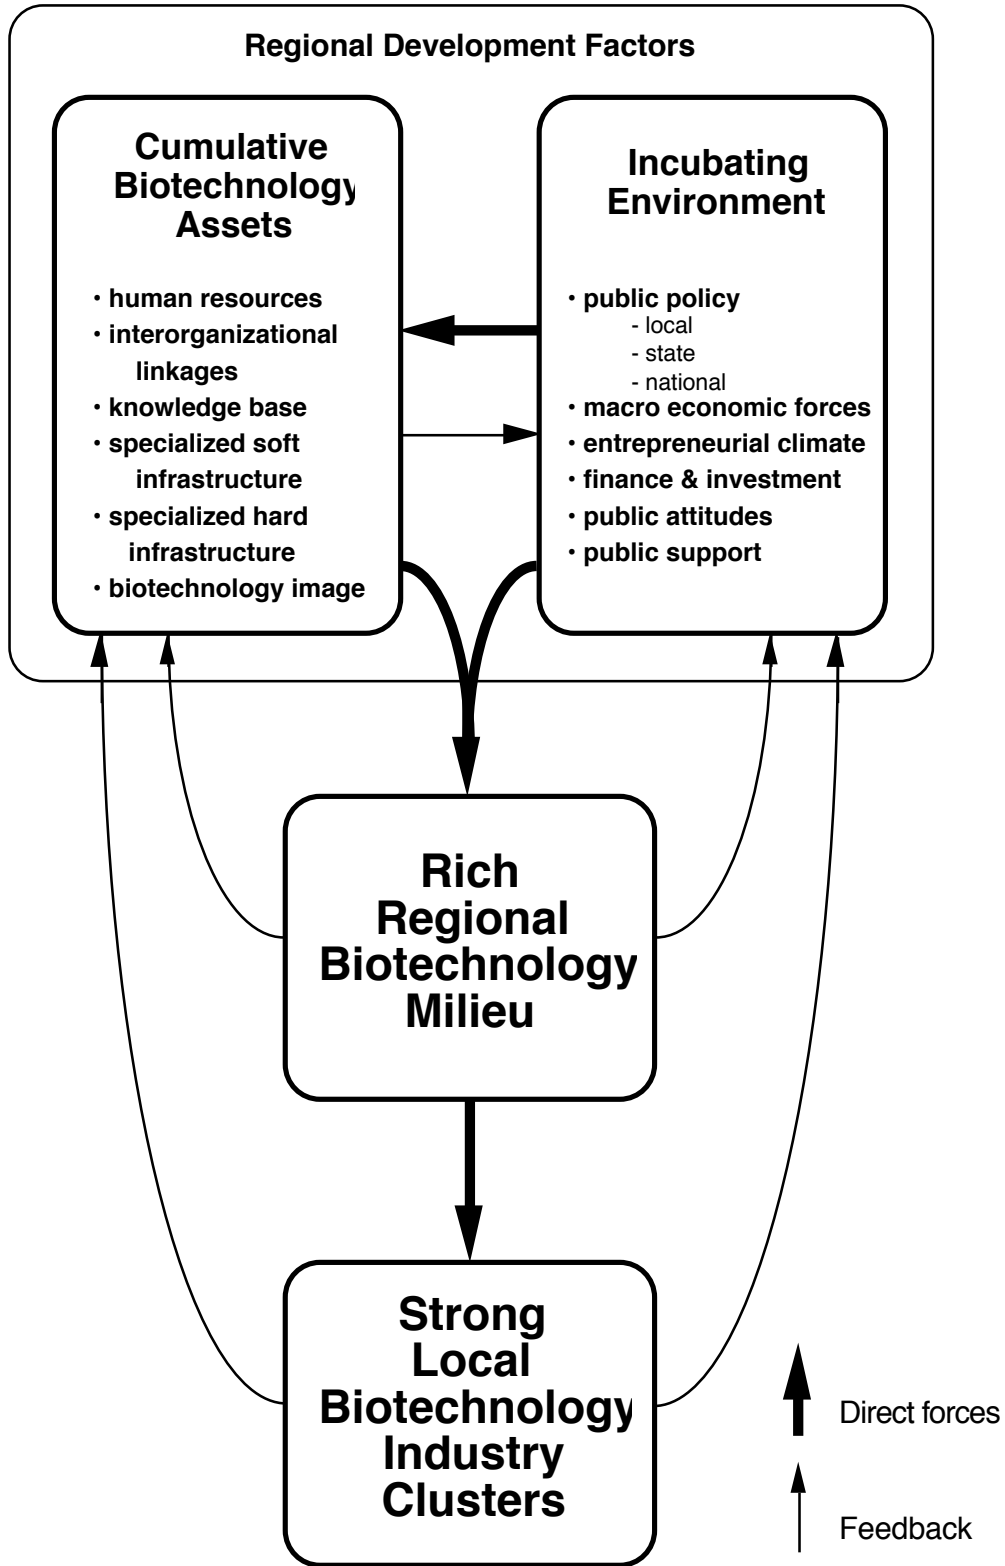 Regional Development Factors
Cumulative
Biotechnology
Assets
· human resources
· interorganizational
linkages
· knowledge base
· specialized soft
infrastructure
· specialized hard
infrastructure
· biotechnology image
Incubating
Environment
· public policy
- local
- state
- national
· macro economic forces
· entrepreneurial climate
· finance & investment
· public attitudes
· public support
Rich
Regional
Biotechnology
Milieu
Strong
Local
Biotechnology
Industry
Clusters
Direct forces
Feedback